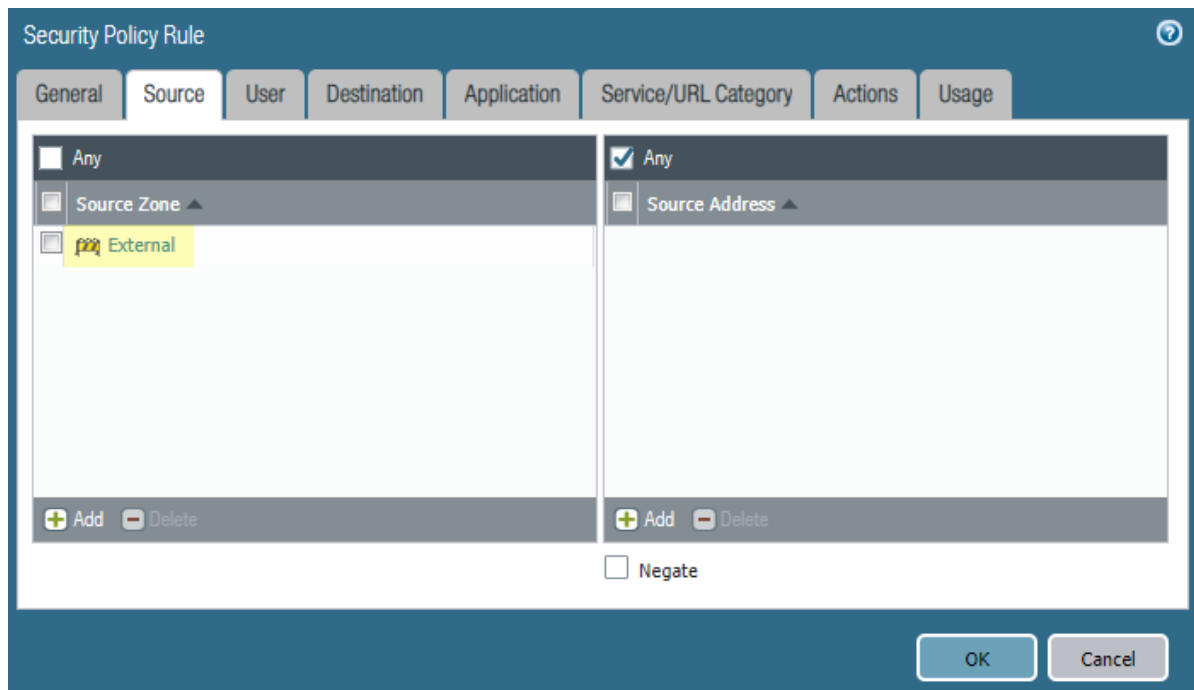 Security Policy Rule
General Source User Destination Application Service/URL Category Actions Usage
Any
Source Zone
External
Add Delete
Any
Source Address
Add Delete
Negate
OK Cancel